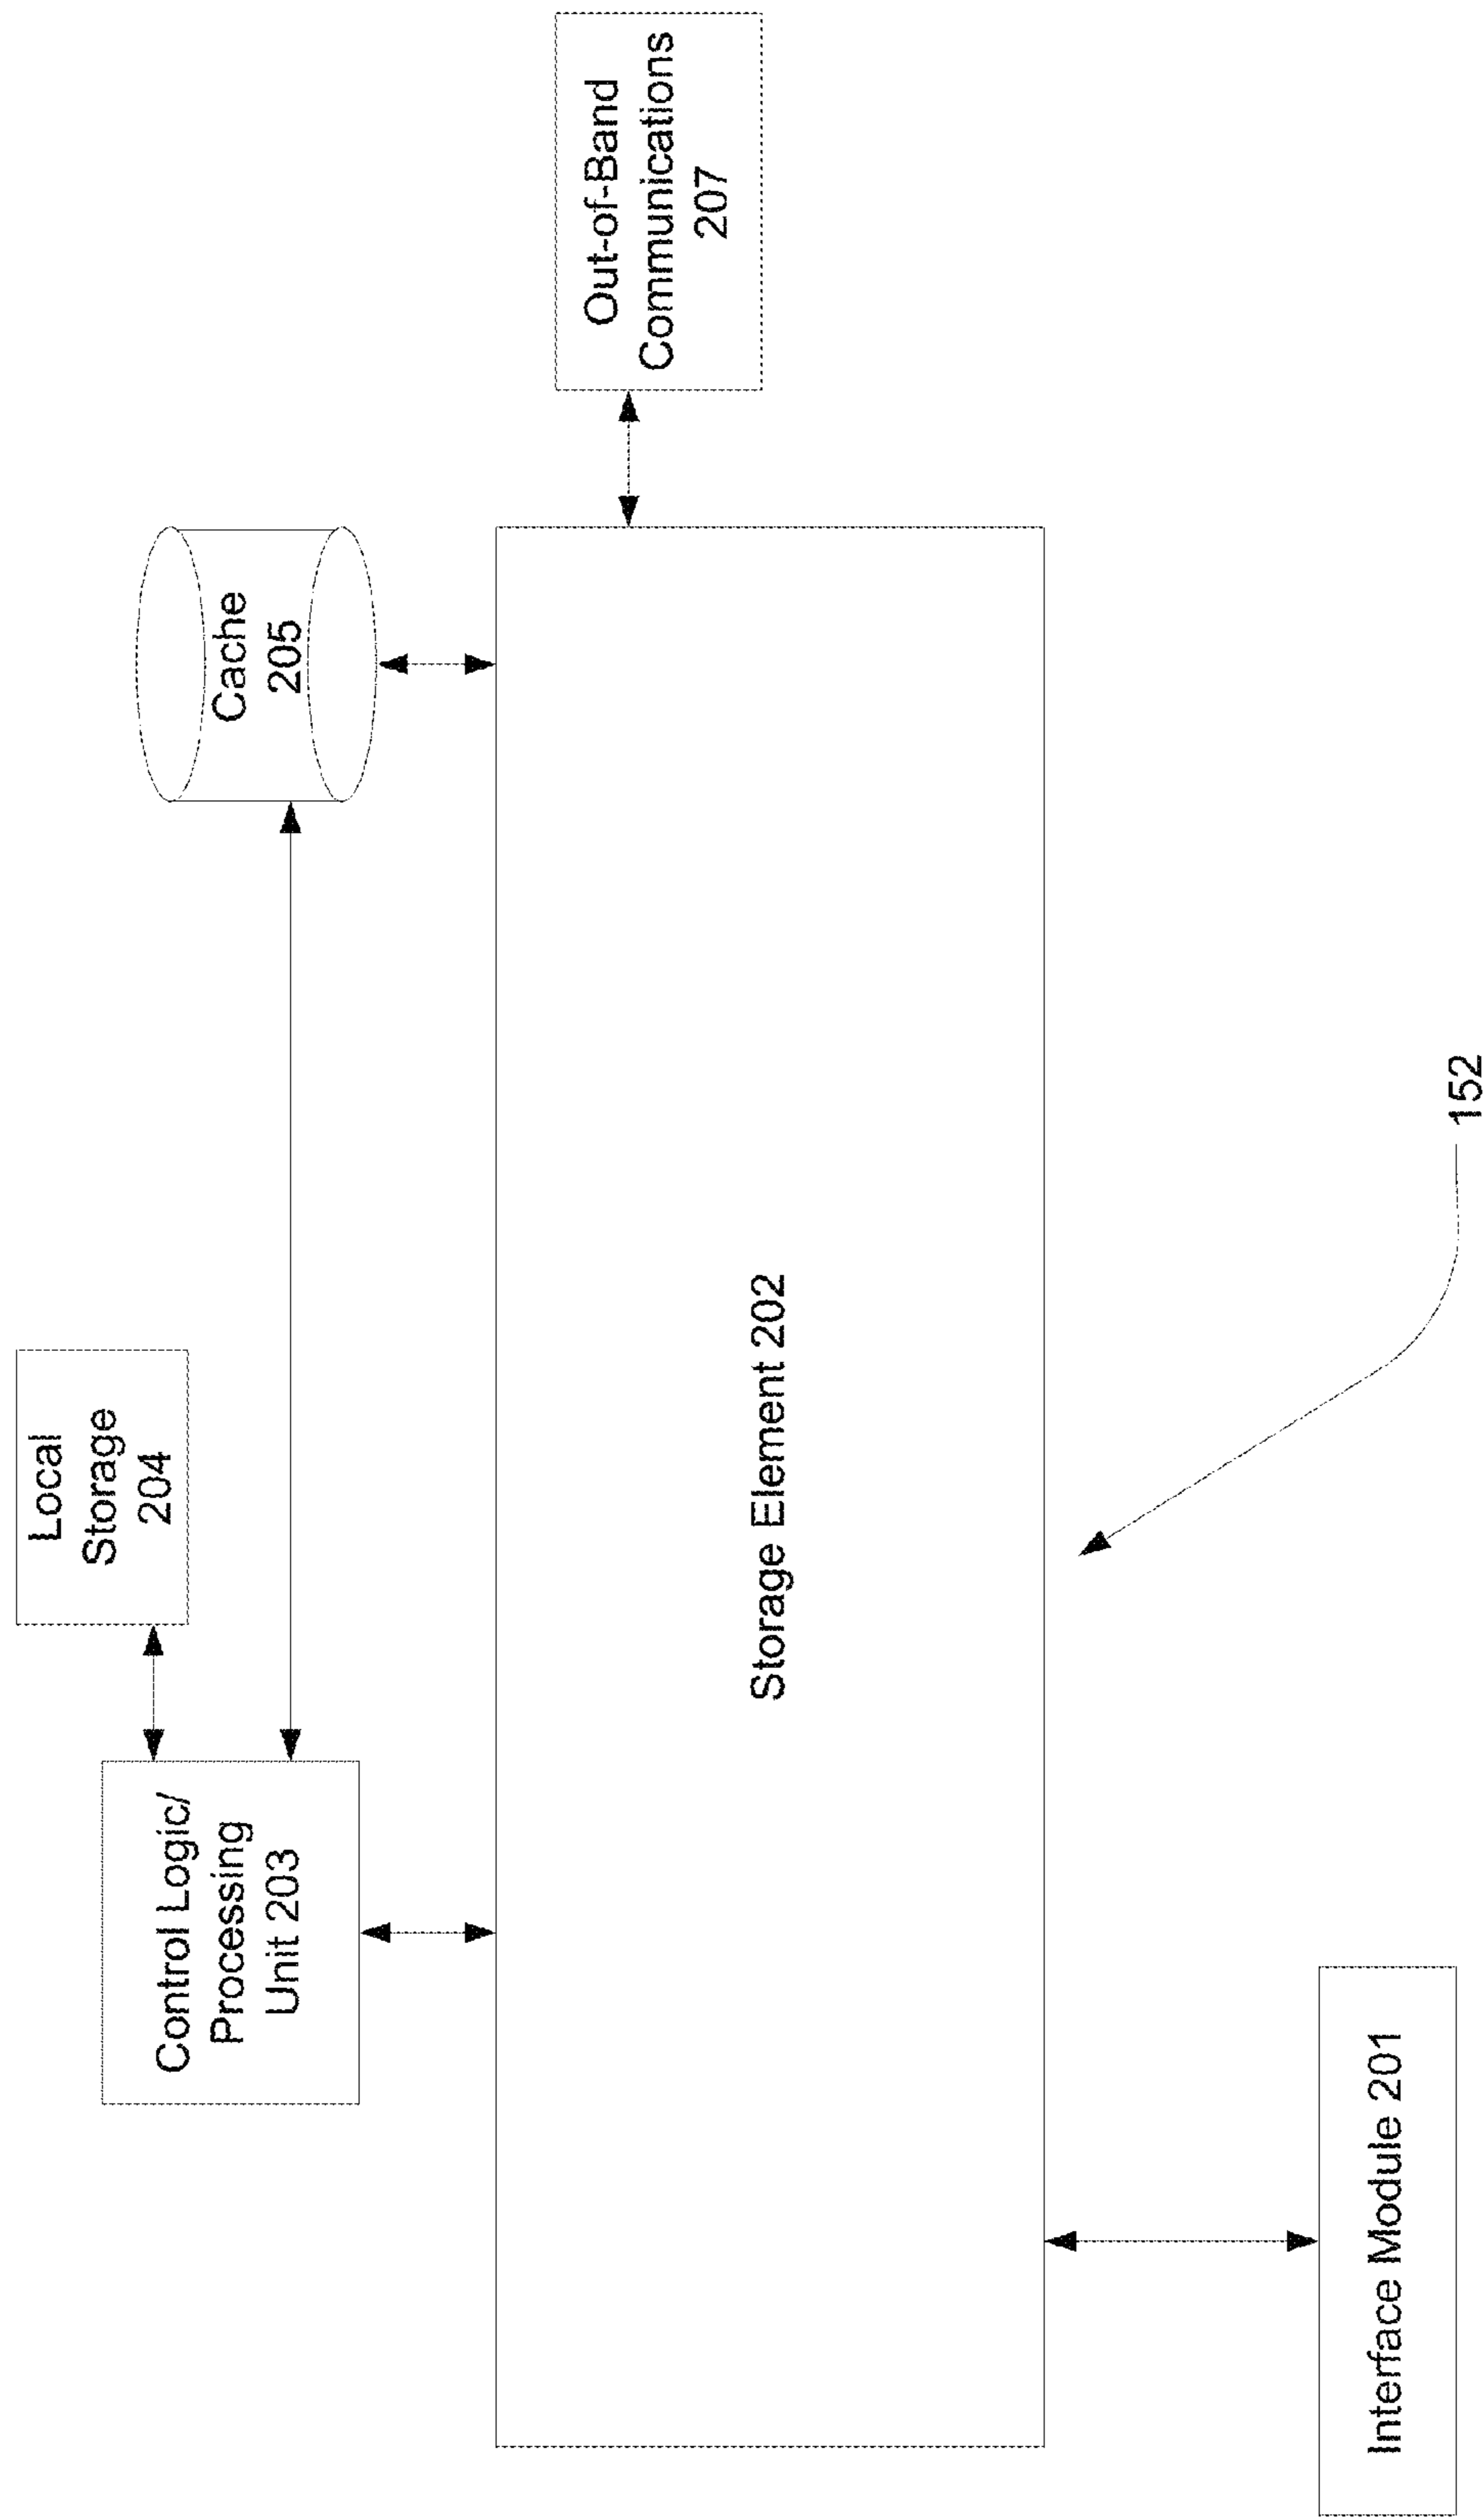 Local
Storage
204
Control Logic/
Processing
Unit 203
Cache
205
Out-of-Band
Communications
207
Storage Element 202
Interface Module 201
152